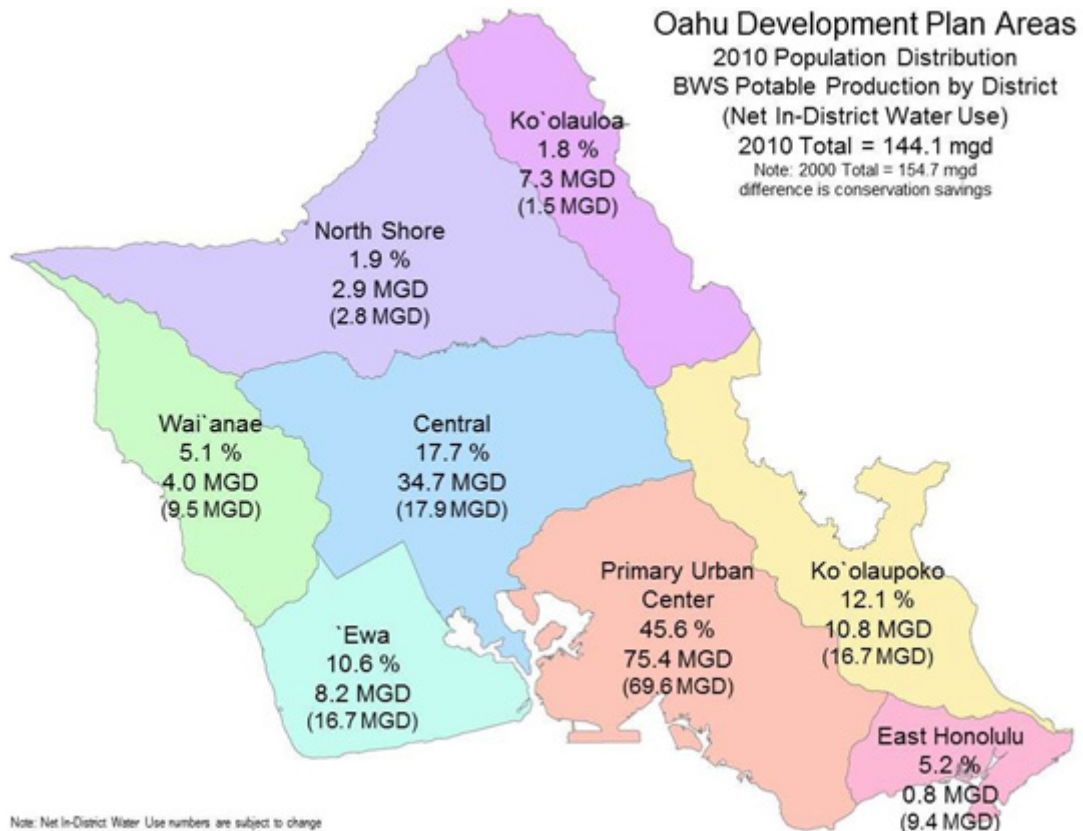 Oahu Development Plan Areas
2010 Population Distribution
BWS Potable Production by District
(Net In-District Water Use)
2010 Total = 144.1 mgd
Note: 2000 Total = 154.7 mgd
difference is conservation savings
Ko`olauloa
1.8 %
7.3 MGD
(1.5 MGD)
North Shore
1.9 %
2.9 MGD
(2.8 MGD)
Wai`anae
5.1 %
4.0 MGD
(9.5 MGD)
Central
17.7 %
34.7 MGD
(17.9 MGD)
Primary Urban
Center
45.6 %
75.4 MGD
(69.6 MGD)
Ko`olaupoko
12.1 %
10.8 MGD
(16.7 MGD)
`Ewa
10.6 %
8.2 MGD
(16.7 MGD)
East Honolulu
5.2 %
0.8 MGD
(9.4 MGD)
Note: Net In-District Water Use numbers are subject to change